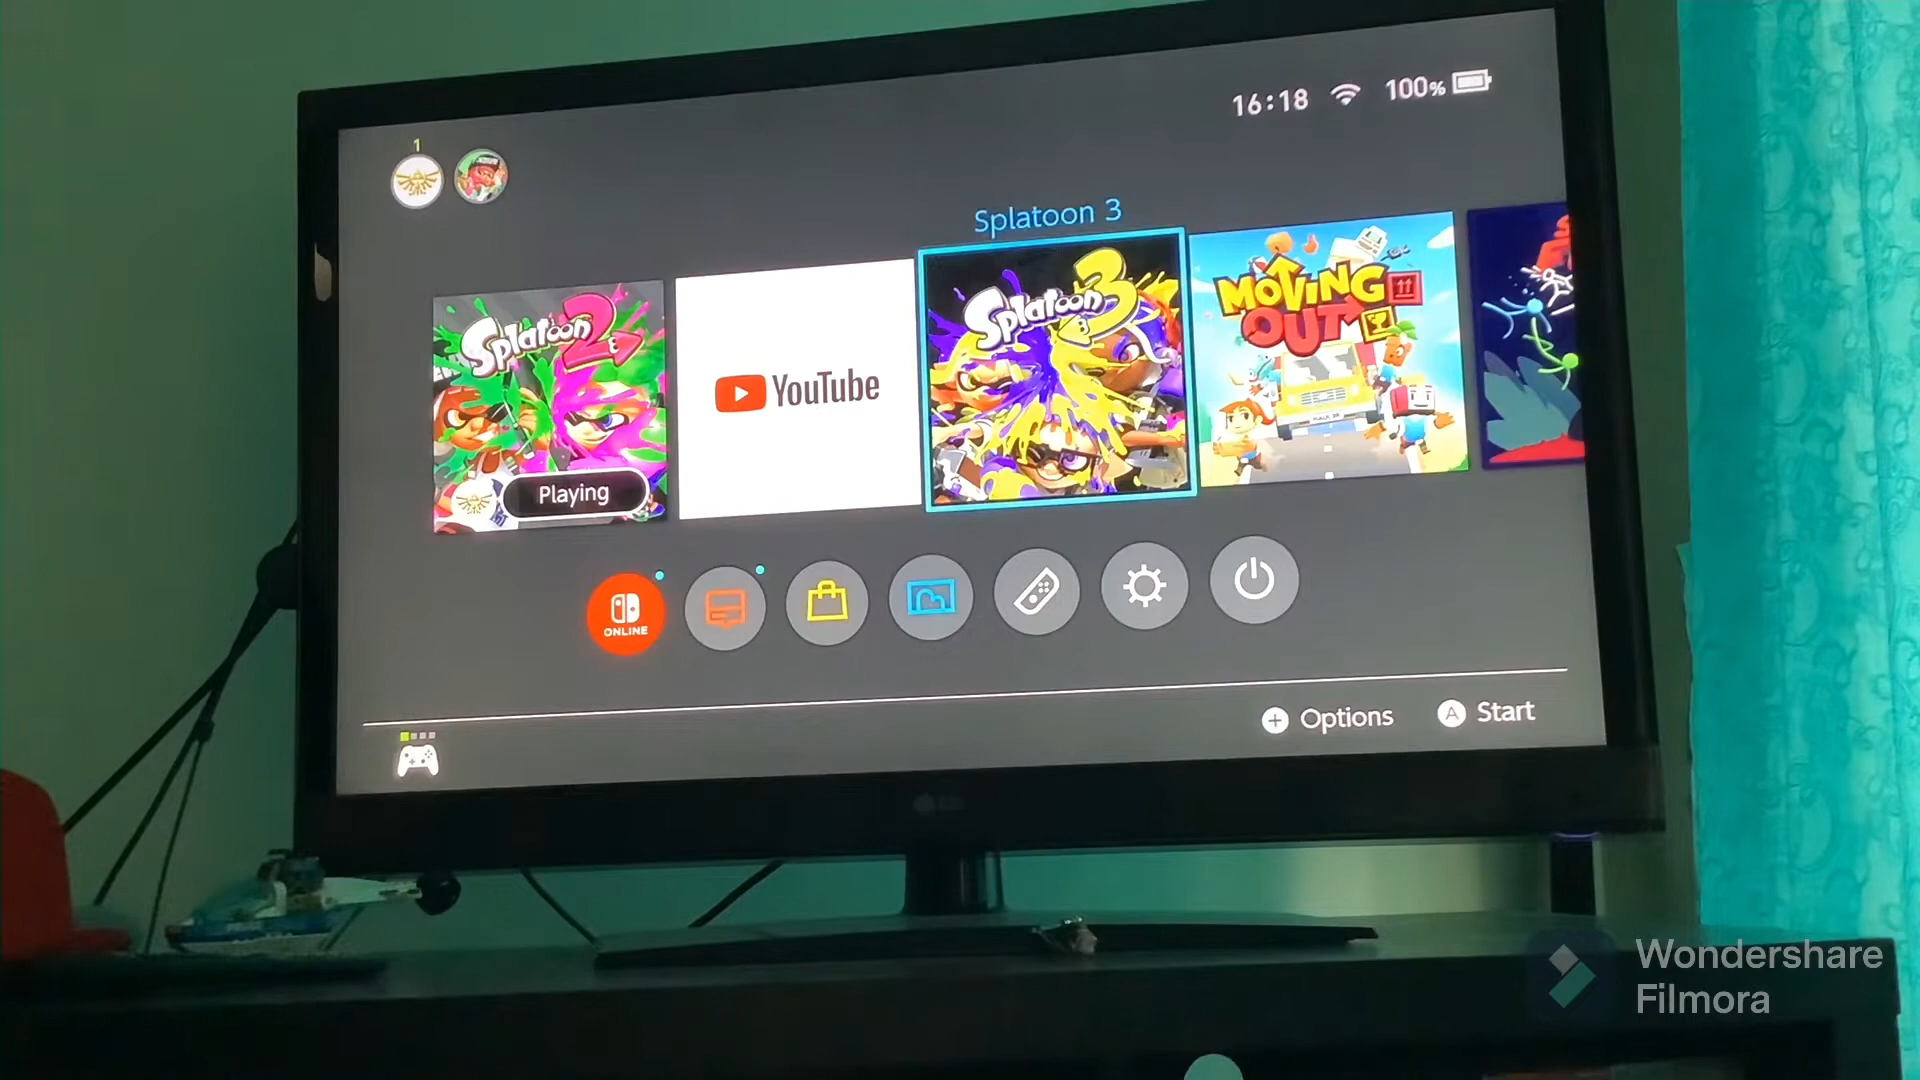 16:18
100%
1
Splatoon 3
Splatoon 2
YouTube
Splatoon 3
MOVING
OUT
Playing
ONLINE
Options
A Start
Wondershare
Filmora